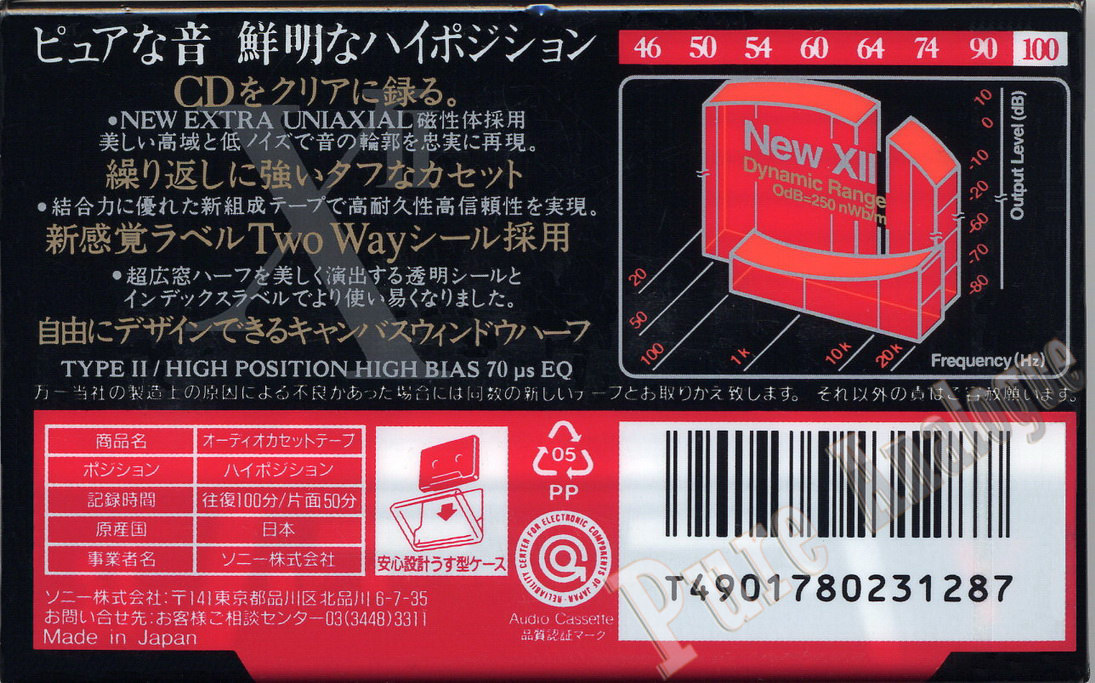 ピュアな音 鮮明なハイポジション
CDをクリアに録る。
●NEW EXTRA UNIAXIAL磁性体採用
美しい高域と低ノイズで音の輪郭を忠実に再現。
繰り返しに強いタフなカセット
●結合力に優れた新組成テープで高耐久性高信頼性を実現。
新感覚ラベルTwo Wayシール採用
●超広窓ハーフを美しく演出する透明シールと
インデックスラベルでより使い易くなりました。
自由にデザインできるキャンバスウィンドウハーフ
TYPE II / HIGH POSITION HIGH BIAS 70 μs EQ
XII
46 50 54 60 64 74 90 100
New XII
Dynamic Range
0dB=250 nWb/m
10
0
-10
-20
-60
-70
-80
Output Level (dB)
20
50
100
1k
10k
20k
Frequency (Hz)
万一当社の製造上の原因による不良があった場合には同数の新しいテープとお取りかえ致します。 それ以外の責はご容赦願います。
商品名 オーディオカセットテープ
ポジション ハイポジション
記録時間 往復100分/片面50分
原産国 日本
事業者名 ソニー株式会社
安心設計うす型ケース
05
PP
RELIABILITY CENTER FOR ELECTRONIC COMPONENTS OF JAPAN
Audio Cassette
品質認証マーク
T4901780231287
ソニー株式会社:〒141東京都品川区北品川6-7-35
お問い合せ先:お客様ご相談センター03(3448)3311
Made in Japan
Pure Analogue